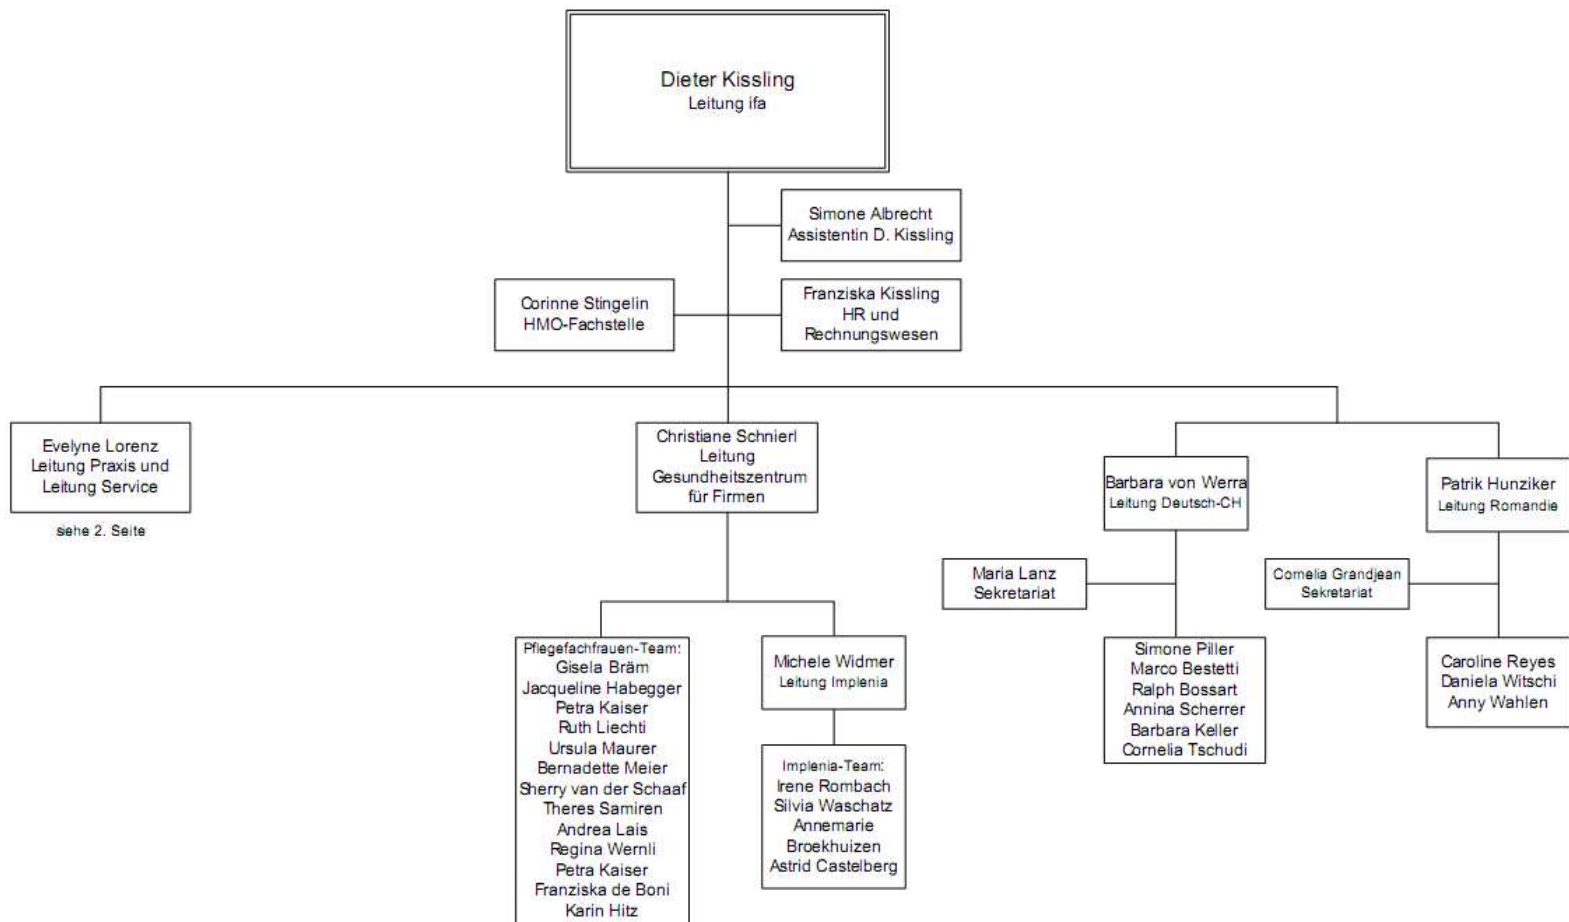 Dieter Kissling
Leitung ifa
Simone Albrecht
Assistentin D. Kissling
Corinne Stingelin
HMO-Fachstelle
Franziska Kissling
HR und
Rechnungswesen
Evelyne Lorenz
Leitung Praxis und
Leitung Service
siehe 2. Seite
Christiane Schnierl
Leitung
Gesundheitszentrum
für Firmen
Barbara von Werra
Leitung Deutsch-CH
Patrik Hunziker
Leitung Romandie
Maria Lanz
Sekretariat
Cornelia Grandjean
Sekretariat
Pflegefachfrauen-Team:
Gisela Bräm
Jacqueline Habegger
Petra Kaiser
Ruth Liechti
Ursula Maurer
Bernadette Meier
Sherry van der Schaaf
Theres Samiren
Andrea Lais
Regina Wernli
Petra Kaiser
Franziska de Boni
Karin Hitz
Michele Widmer
Leitung Implenia
Implenia-Team:
Irene Rombach
Silvia Waschatz
Annemarie
Broekhuizen
Astrid Castelberg
Simone Piller
Marco Bestetti
Ralph Bossart
Annina Scherrer
Barbara Keller
Cornelia Tschudi
Caroline Reyes
Daniela Witschi
Anny Wahlen